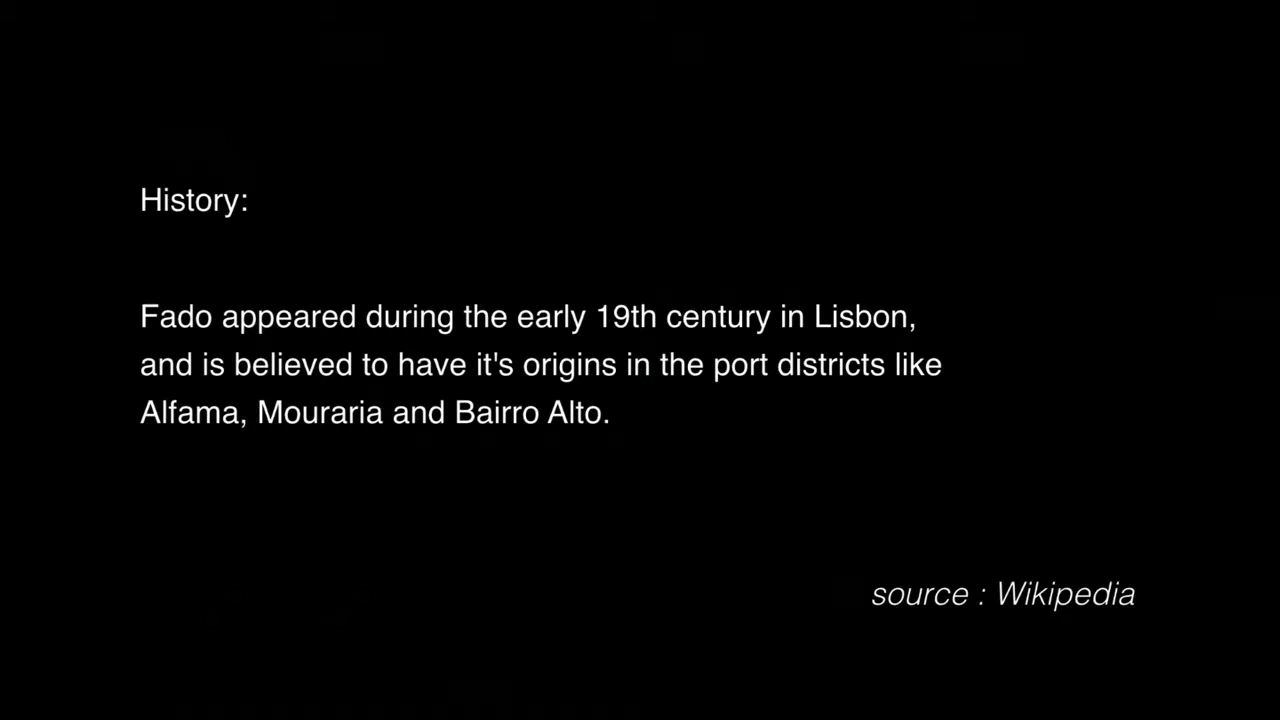 History:
Fado appeared during the early 19th century in Lisbon,
and is believed to have it's origins in the port districts like
Alfama, Mouraria and Bairro Alto.
source : Wikipedia